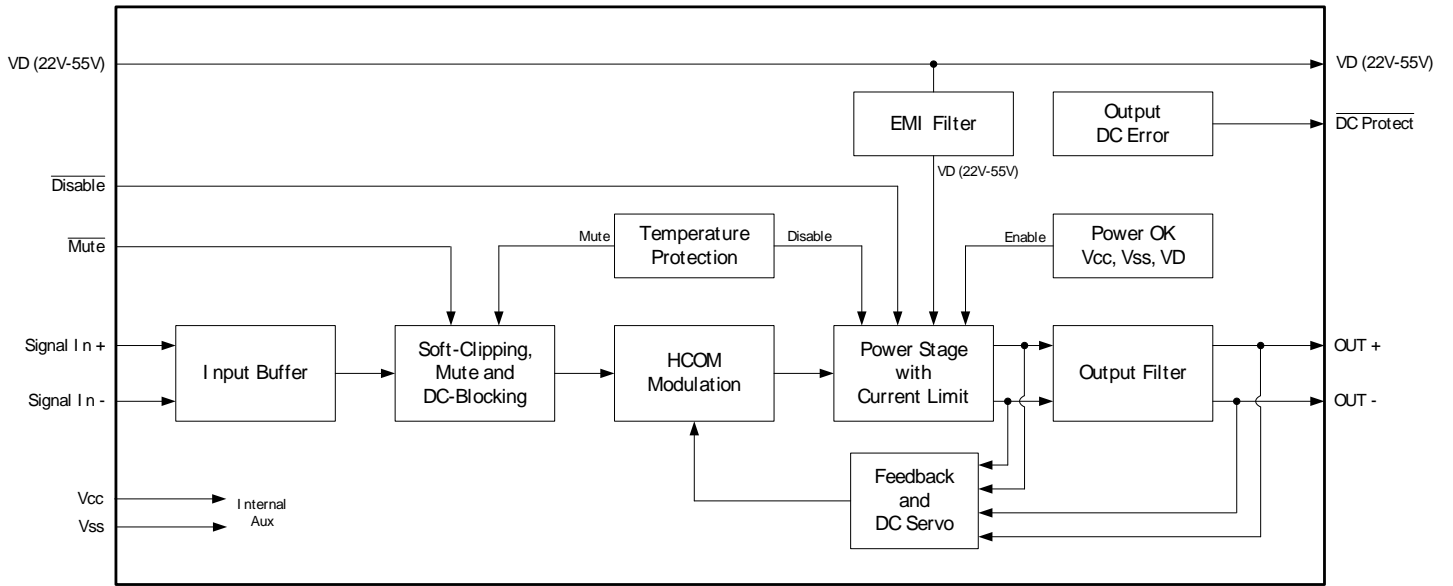 VD (22V-55V)
VD (22V-55V)
EMI Filter
Output
DC Error
DC Protect
VD (22V-55V)
Disable
Mute
Mute
Temperature
Protection
Disable
Enable
Power OK
Vcc, Vss, VD
Signal In +
Signal In -
Input Buffer
Soft-Clipping,
Mute and
DC-Blocking
HCOM
Modulation
Power Stage
with
Current Limit
Output Filter
OUT +
OUT -
Feedback
and
DC Servo
Vcc
Vss
Internal
Aux